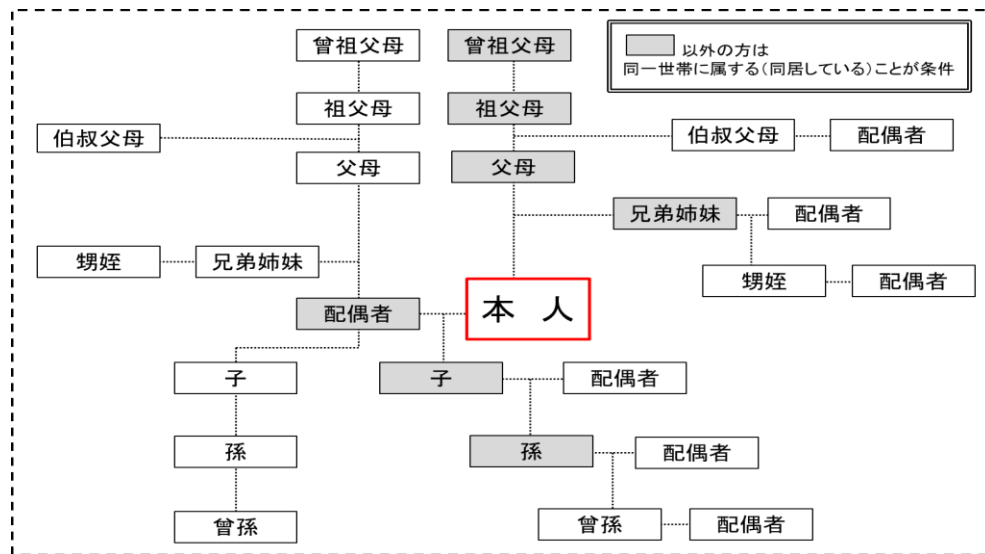 曾祖父母
曾祖父母
以外の方は
同一世帯に属する(同居している)ことが条件
祖父母
祖父母
伯叔父母
伯叔父母
配偶者
父母
父母
兄弟姉妹
配偶者
甥姪
兄弟姉妹
甥姪
配偶者
配偶者
本 人
子
子
配偶者
孫
孫
配偶者
曾孫
曾孫
配偶者